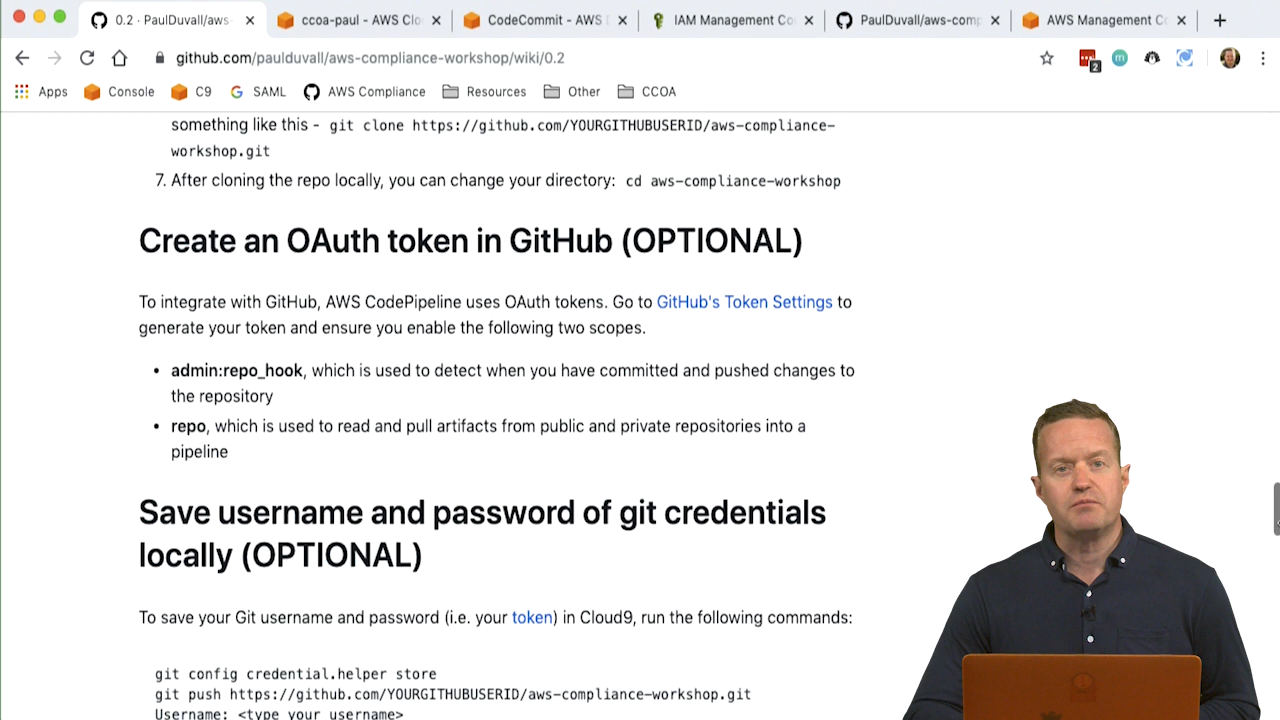 0.2 · PaulDuvall/aws-
ccoa-paul - AWS Clo
CodeCommit - AWS D
IAM Management Co
PaulDuvall/aws-comp
AWS Management Co
github.com/paulduvall/aws-compliance-workshop/wiki/0.2
2
m
Apps
Console
C9
SAML
AWS Compliance
Resources
Other
CCOA
something like this - git clone https://github.com/YOURGITHUBUSERID/aws-compliance-
workshop.git
7. After cloning the repo locally, you can change your directory: cd aws-compliance-workshop
Create an OAuth token in GitHub (OPTIONAL)
To integrate with GitHub, AWS CodePipeline uses OAuth tokens. Go to GitHub's Token Settings to
generate your token and ensure you enable the following two scopes.
• admin:repo_hook, which is used to detect when you have committed and pushed changes to
the repository
• repo, which is used to read and pull artifacts from public and private repositories into a
pipeline
Save username and password of git credentials
locally (OPTIONAL)
To save your Git username and password (i.e. your token) in Cloud9, run the following commands:
git config credential.helper store
git push https://github.com/YOURGITHUBUSERID/aws-compliance-workshop.git
Username: <type your username>